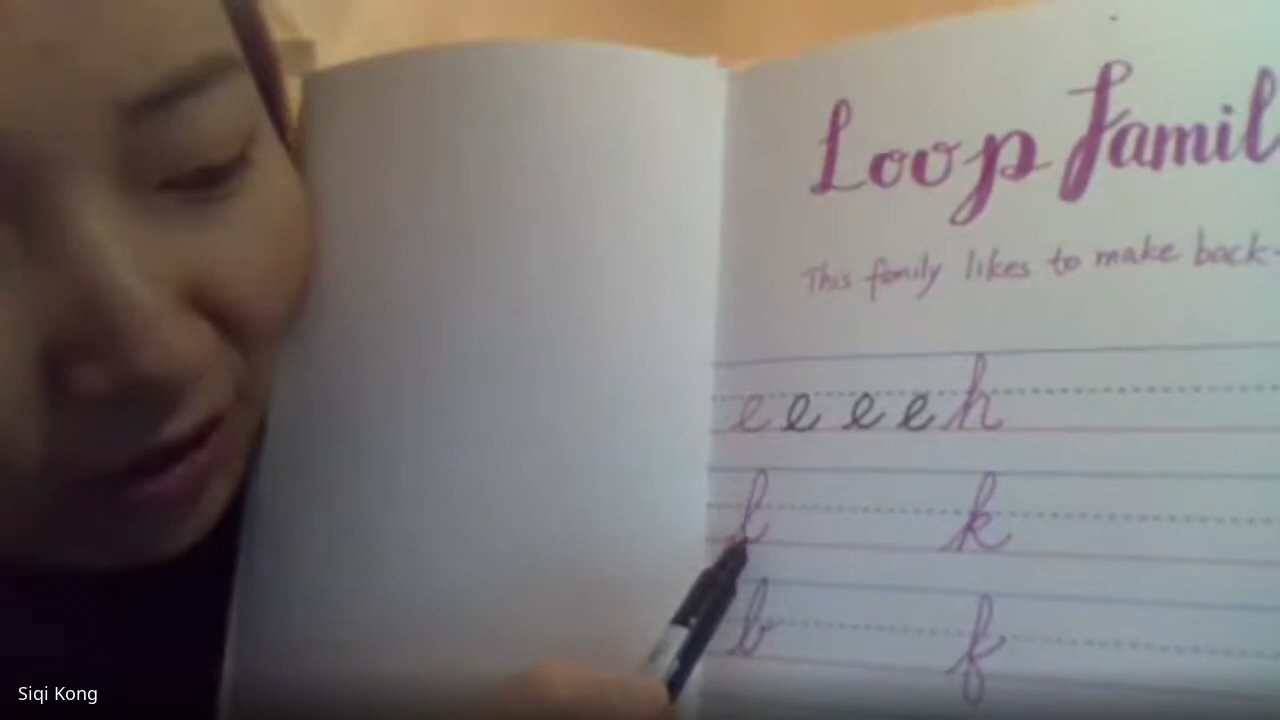 Loop Famil
This family likes to make back-
e e e e h
l k
b f
Siqi Kong